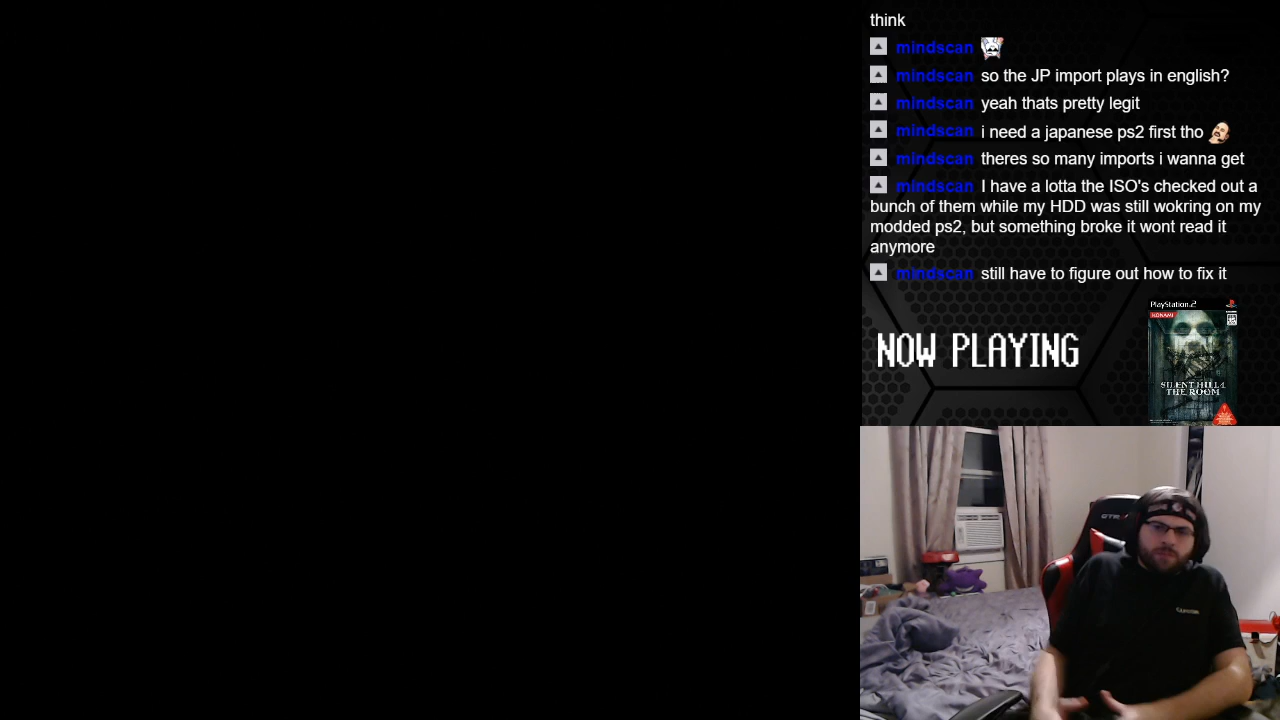 think
mindscan
mindscan so the JP import plays in english?
mindscan yeah thats pretty legit
mindscan i need a japanese ps2 first tho
mindscan theres so many imports i wanna get
mindscan I have a lotta the ISO's checked out a
bunch of them while my HDD was still wokring on my
modded ps2, but something broke it wont read it
anymore
mindscan still have to figure out how to fix it
PlayStation.2
KONAMI
NOW PLAYING
SILENT HILL4
THE ROOM